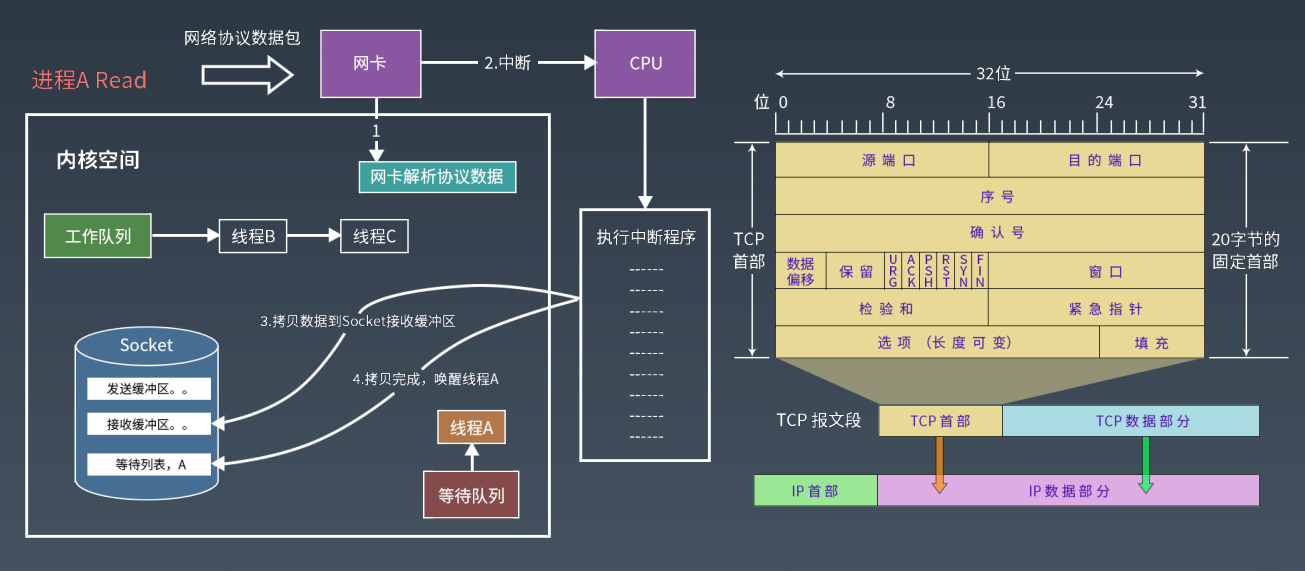 网络协议数据包
进程A Read
网卡
2.中断
CPU
1
内核空间
网卡解析协议数据
工作队列
线程B
线程C
执行中断程序
------
------
------
------
------
------
------
------
------
3.拷贝数据到Socket接收缓冲区
4.拷贝完成，唤醒线程A
Socket
发送缓冲区。。
接收缓冲区。。
等待列表，A
线程A
等待队列
32位
位 0 8 16 24 31
源端口 目的端口
序号
确认号
数据
偏移
保留
URG
ACK
PSH
RST
SYN
FIN
窗口
检验和 紧急指针
选项（长度可变） 填充
TCP
首部
20字节的
固定首部
TCP 报文段
TCP 首部
TCP 数据部分
IP 首部
IP 数据部分